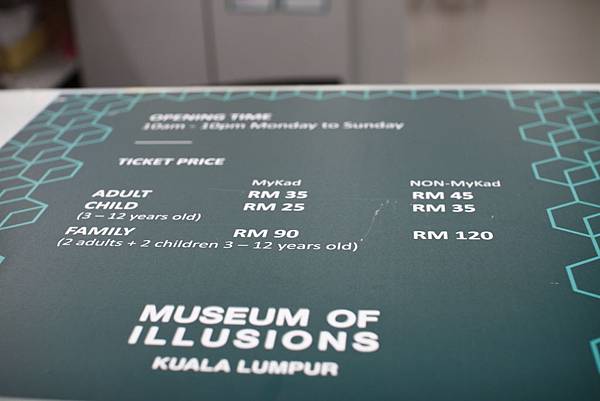 OPENING TIME
10am - 10pm Monday to Sunday
TICKET PRICE
MyKad NON-MyKad
ADULT RM 35 RM 45
CHILD RM 25 RM 35
(3 – 12 years old)
FAMILY RM 90 RM 120
(2 adults + 2 children 3 – 12 years old)
MUSEUM OF
ILLUSIONS
KUALA LUMPUR